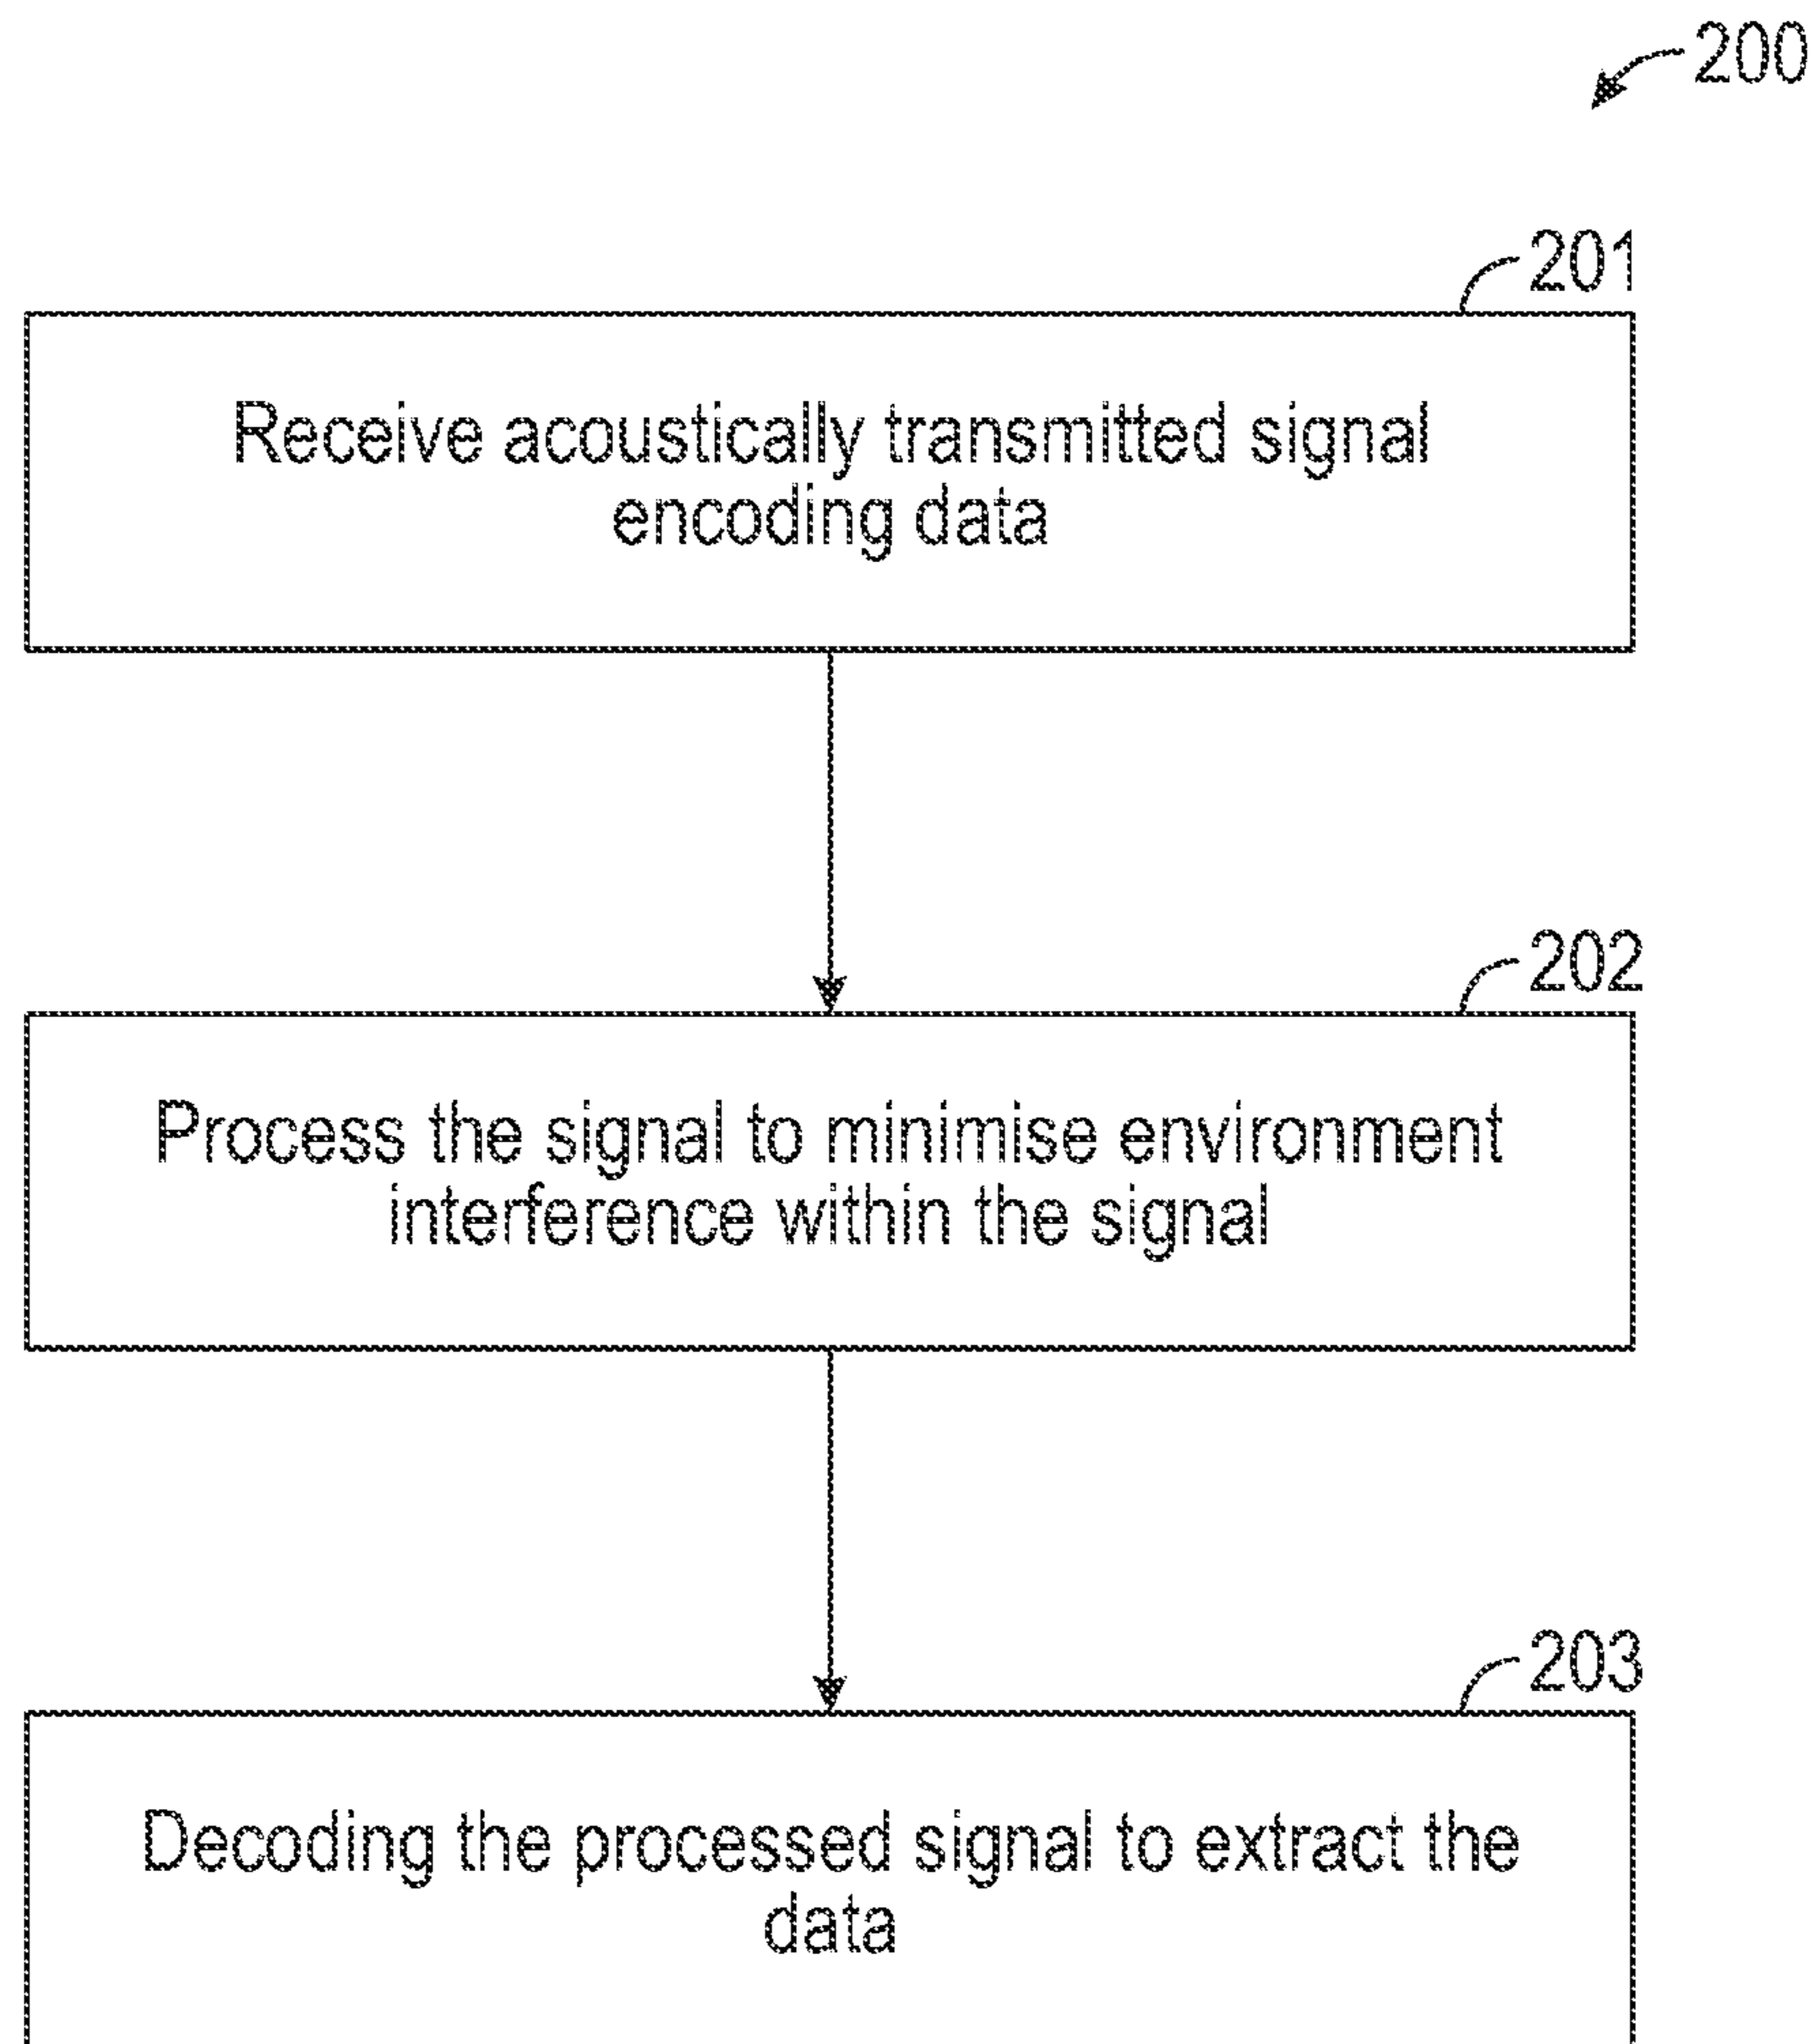 200
201
Receive acoustically transmitted signal
encoding data
202
Process the signal to minimise environment
interference within the signal
203
Decoding the processed signal to extract the
data